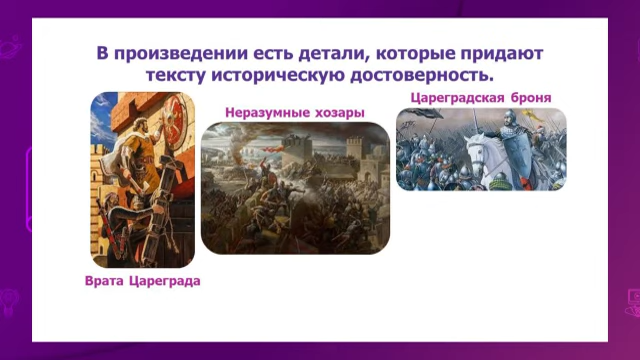 В произведении есть детали, которые придают
тексту историческую достоверность.
Цареградская броня
Неразумные хозары
Врата Цареграда